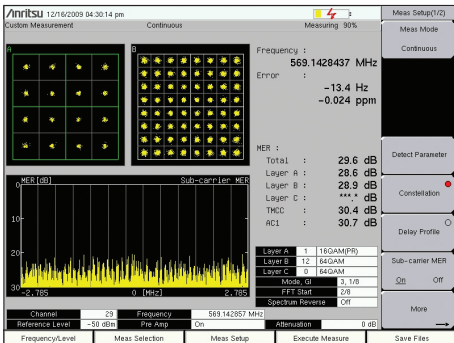 Anritsu 12/16/2009 04:30:14 pm
Custom Measurement Continuous Measuring 90%
Meas Setup(1/2)
Meas Mode
Continuous
A
B
Frequency :
569.1428437 MHz
Error :
-13.4 Hz
-0.024 ppm
MER :
Total : 29.6 dB
Layer A : 28.6 dB
Layer B : 28.9 dB
Layer C : ***.* dB
TMCC : 30.4 dB
AC1 : 30.7 dB
Detect Parameter
Constellation
Delay Profile
Sub-carrier MER
On Off
More
MER[dB] Sub-carrier MER
0
10
20
30
-2.785 0 [MHz] 2.785
Layer A 1 16QAM(PR)
Layer B 12 64QAM
Layer C 0 64QAM
Mode, GI 3, 1/8
FFT Start 2/8
Spectrum Reverse Off
Channel 29 Frequency 569.142857 MHz
Reference Level -50 dBm Pre Amp On Attenuation 0 dB
Frequency/Level Meas Selection Meas Setup Execute Measure Save Files